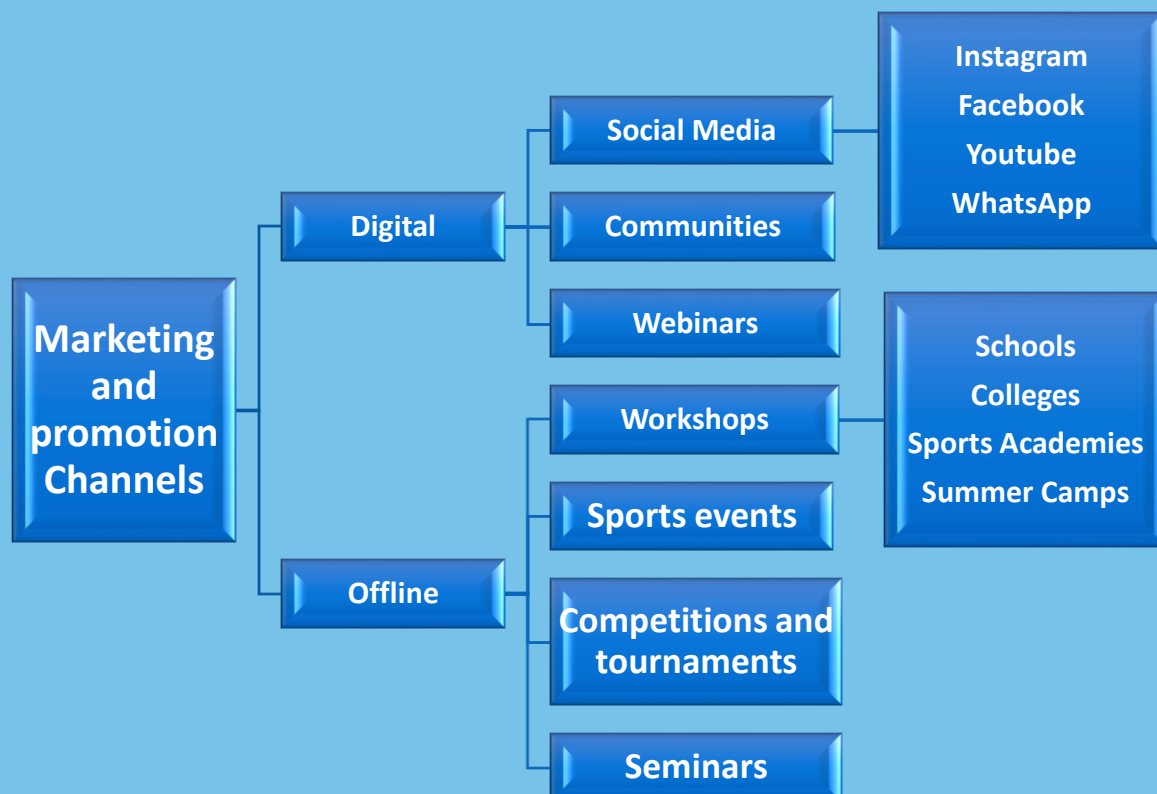 Marketing
and
promotion
Channels
Digital
Social Media
Instagram
Facebook
Youtube
WhatsApp
Communities
Webinars
Offline
Workshops
Schools
Colleges
Sports Academies
Summer Camps
Sports events
Competitions and
tournaments
Seminars